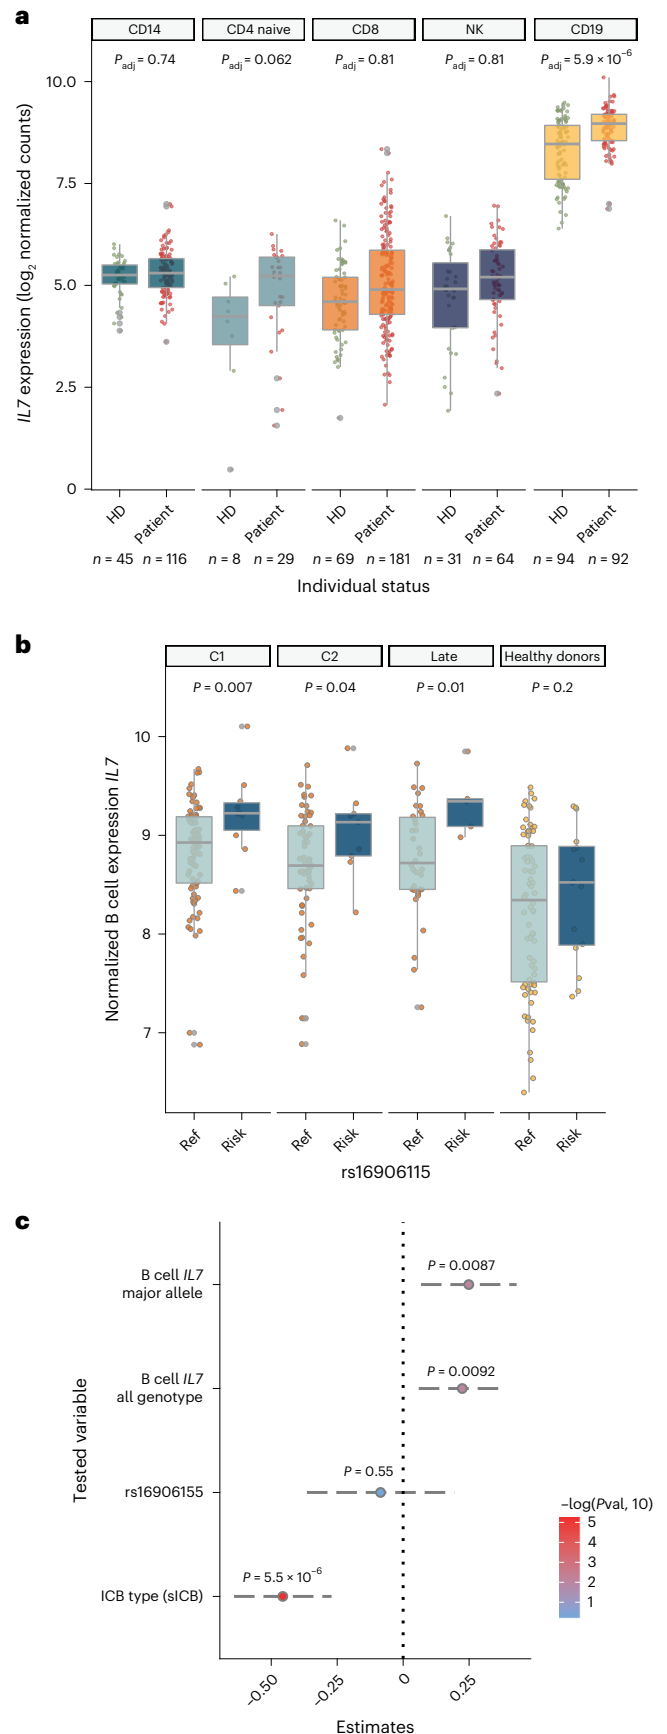 a
CD14 CD4 naive CD8 NK CD19
Padj = 0.74 Padj = 0.062 Padj = 0.81 Padj = 0.81 Padj = 5.9 × 10−6
IL7 expression (log2 normalized counts)
10.0
7.5
5.0
2.5
0
HD Patient HD Patient HD Patient HD Patient HD Patient
n = 45 n = 116 n = 8 n = 29 n = 69 n = 181 n = 31 n = 64 n = 94 n = 92
Individual status
b
C1 C2 Late Healthy donors
P = 0.007 P = 0.04 P = 0.01 P = 0.2
Normalized B cell expression IL7
10
9
8
7
Ref Risk Ref Risk Ref Risk Ref Risk
rs16906115
c
Tested variable
P = 0.0087
B cell IL7
major allele
P = 0.0092
B cell IL7
all genotype
P = 0.55
rs16906155
P = 5.5 × 10−6
ICB type (sICB)
–log(Pval, 10)
5
4
3
2
1
–0.50 –0.25 0 0.25
Estimates